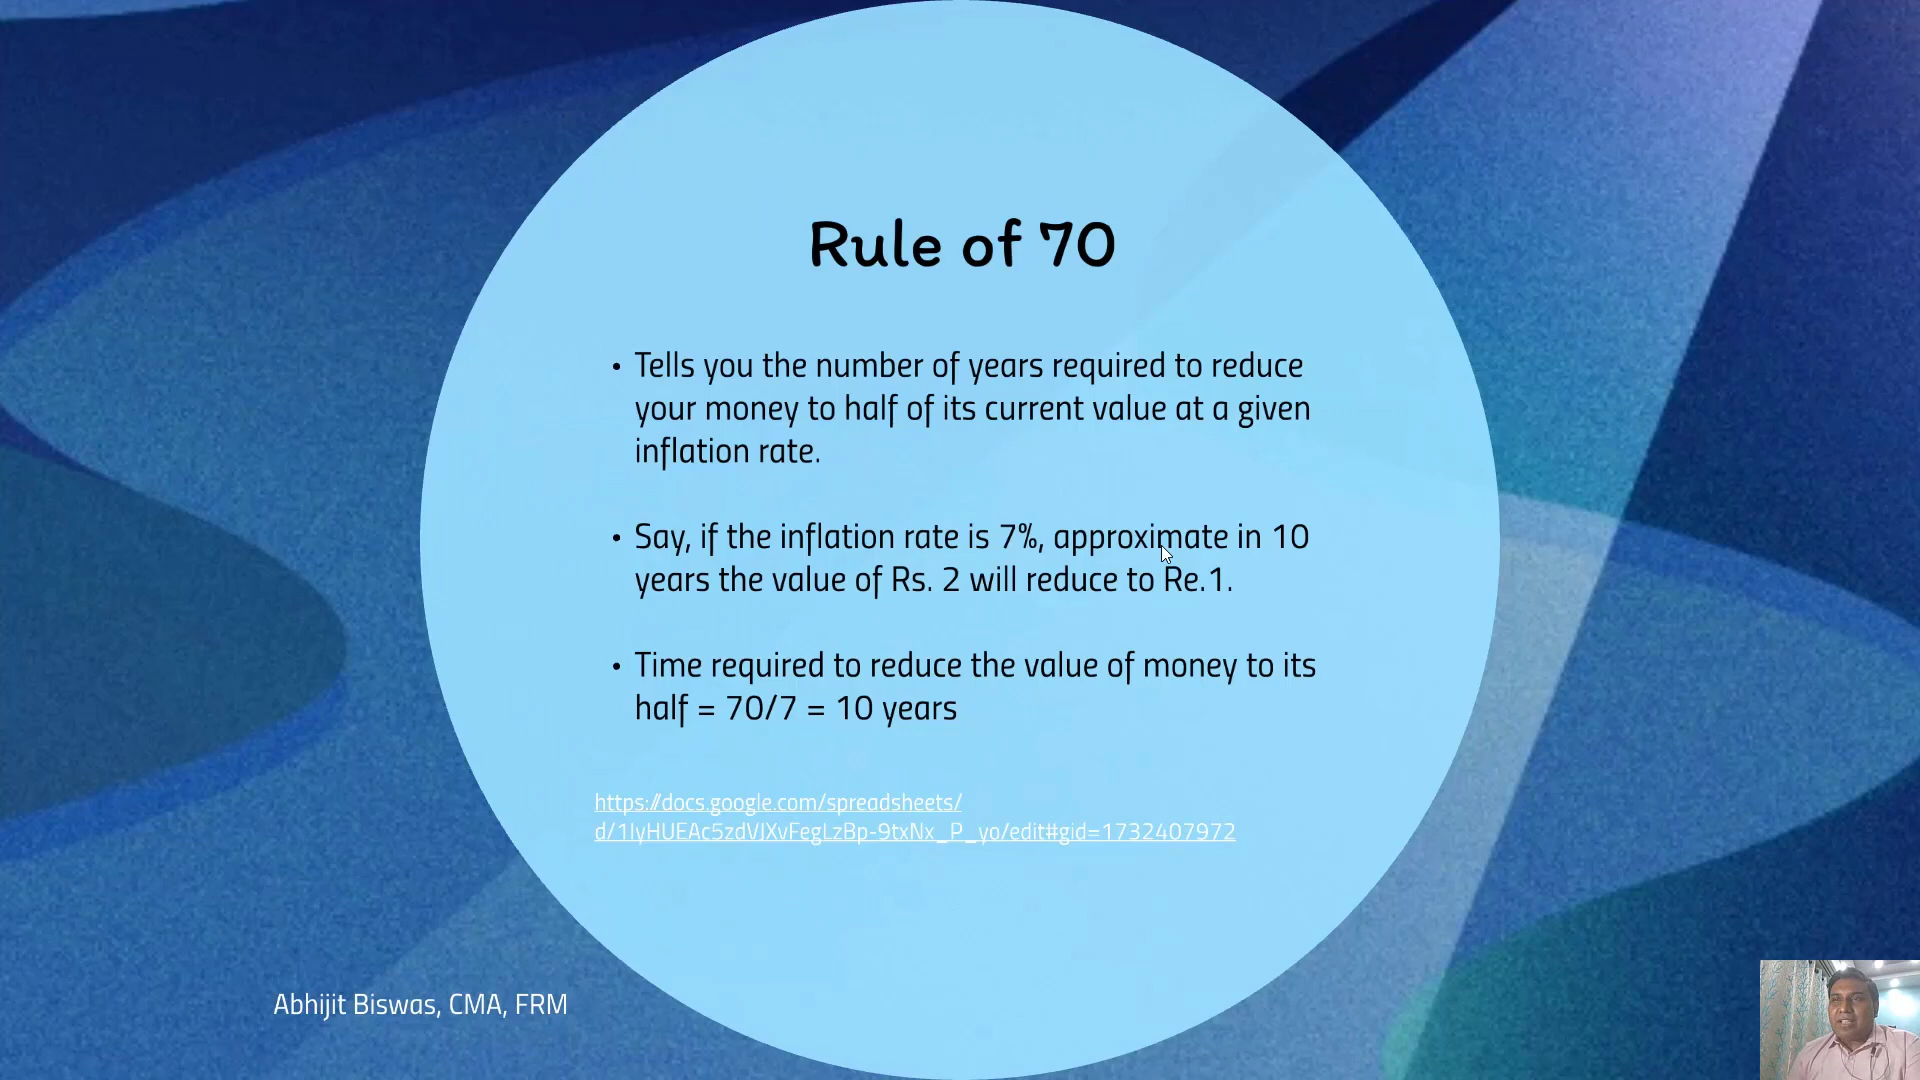 Rule of 70
• Tells you the number of years required to reduce
your money to half of its current value at a given
inflation rate.
• Say, if the inflation rate is 7%, approximate in 10
years the value of Rs. 2 will reduce to Re.1.
• Time required to reduce the value of money to its
half = 70/7 = 10 years
https://docs.google.com/spreadsheets/
d/1IyHUEAc5zdVJXvFegLzBp-9txNx_P_yo/edit#gid=1732407972
Abhijit Biswas, CMA, FRM